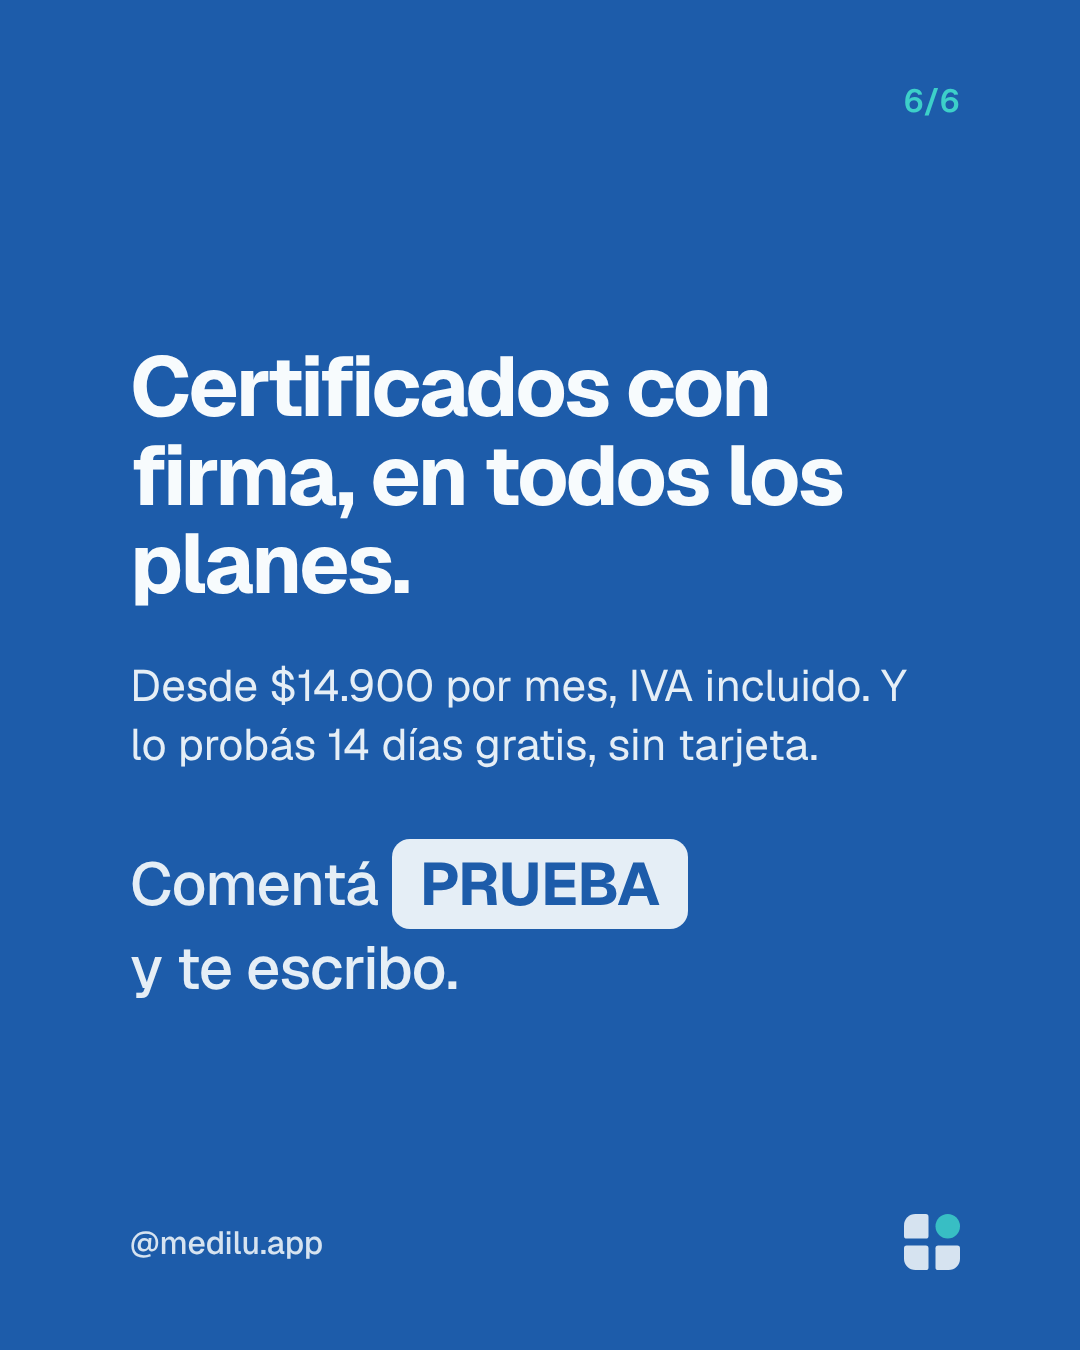 6/6
Certificados con
firma, en todos los
planes.
Desde $14.900 por mes, IVA incluido. Y
lo probás 14 días gratis, sin tarjeta.
Comentá PRUEBA
y te escribo.
@medilu.app